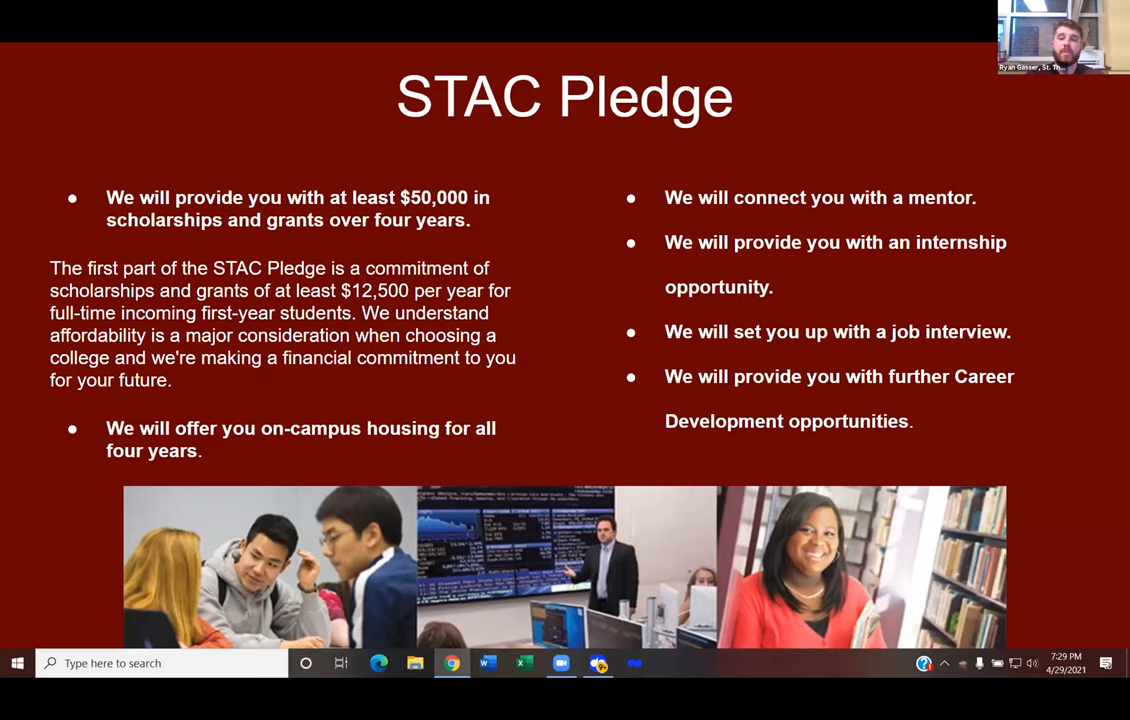 Ryan Gasser, St. Th...
STAC Pledge
We will provide you with at least $50,000 in
scholarships and grants over four years.
The first part of the STAC Pledge is a commitment of
scholarships and grants of at least $12,500 per year for
full-time incoming first-year students. We understand
affordability is a major consideration when choosing a
college and we're making a financial commitment to you
for your future.
We will offer you on-campus housing for all
four years.
We will connect you with a mentor.
We will provide you with an internship
opportunity.
We will set you up with a job interview.
We will provide you with further Career
Development opportunities.
Type here to search
7:29 PM
4/29/2021